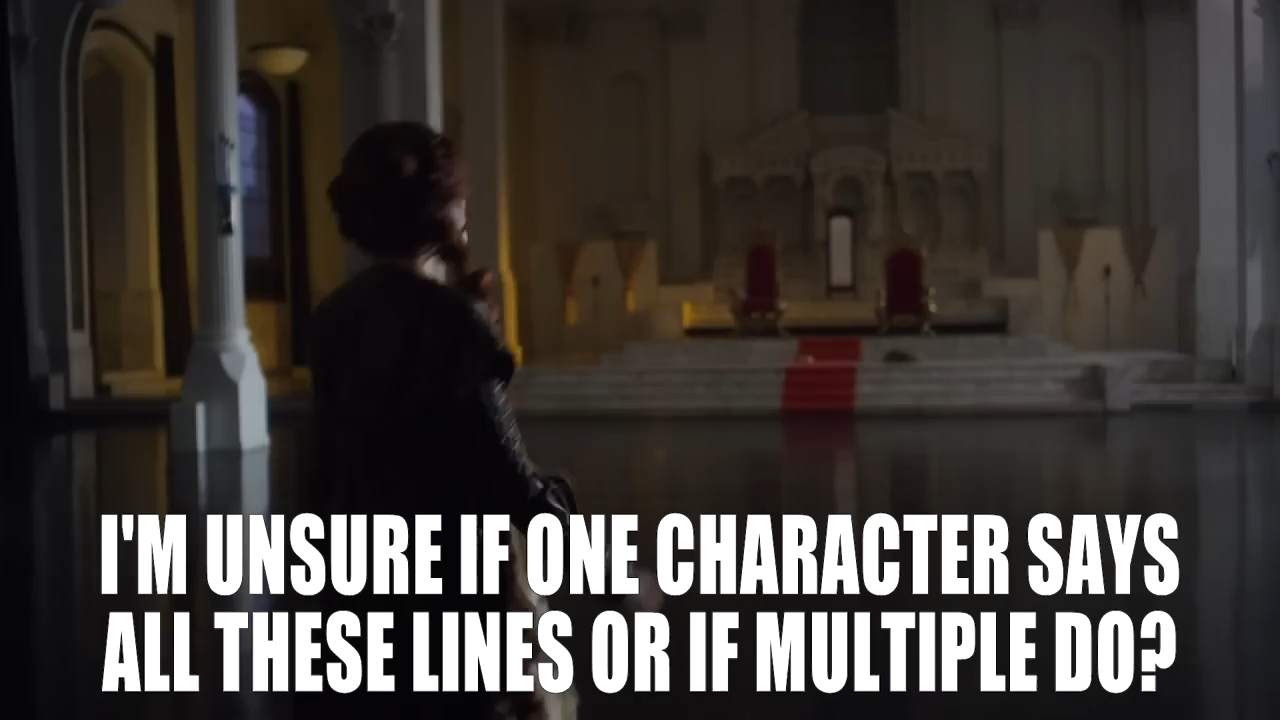 I'M UNSURE IF ONE CHARACTER SAYS
ALL THESE LINES OR IF MULTIPLE DO?